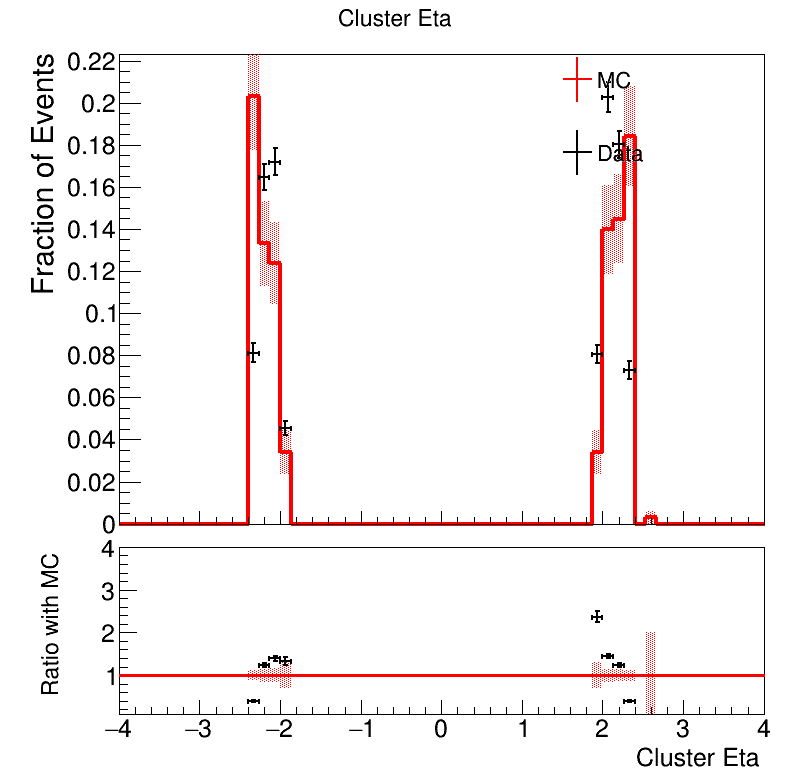 Cluster Eta
Fraction of Events
0.22
0.2
0.18
0.16
0.14
0.12
0.1
0.08
0.06
0.04
0.02
0
MC
Data
Ratio with MC
4
3
2
1
−4 −3 −2 −1 0 1 2 3 4
Cluster Eta